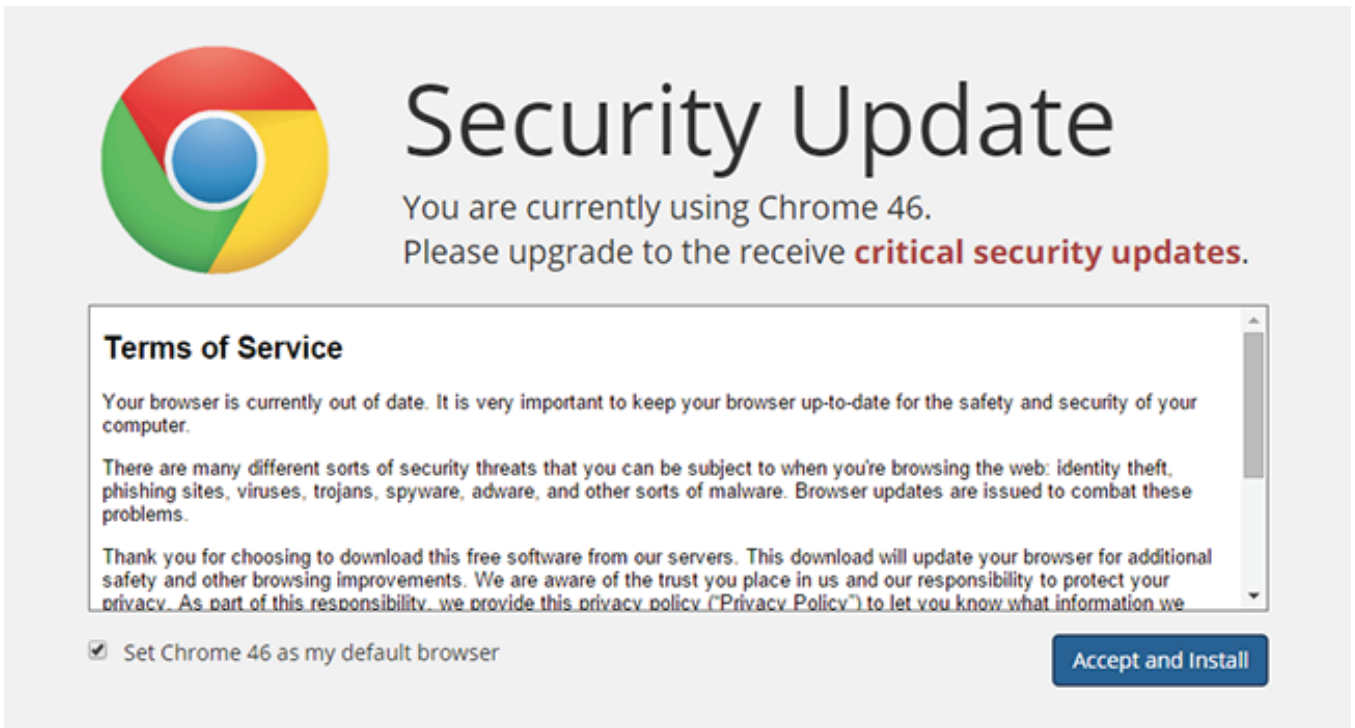 Security Update
You are currently using Chrome 46.
Please upgrade to the receive critical security updates.
Terms of Service
Your browser is currently out of date. It is very important to keep your browser up-to-date for the safety and security of your
computer.
There are many different sorts of security threats that you can be subject to when you're browsing the web: identity theft,
phishing sites, viruses, trojans, spyware, adware, and other sorts of malware. Browser updates are issued to combat these
problems.
Thank you for choosing to download this free software from our servers. This download will update your browser for additional
safety and other browsing improvements. We are aware of the trust you place in us and our responsibility to protect your
privacy. As part of this responsibility, we provide this privacy policy ("Privacy Policy") to let you know what information we
Set Chrome 46 as my default browser
Accept and Install